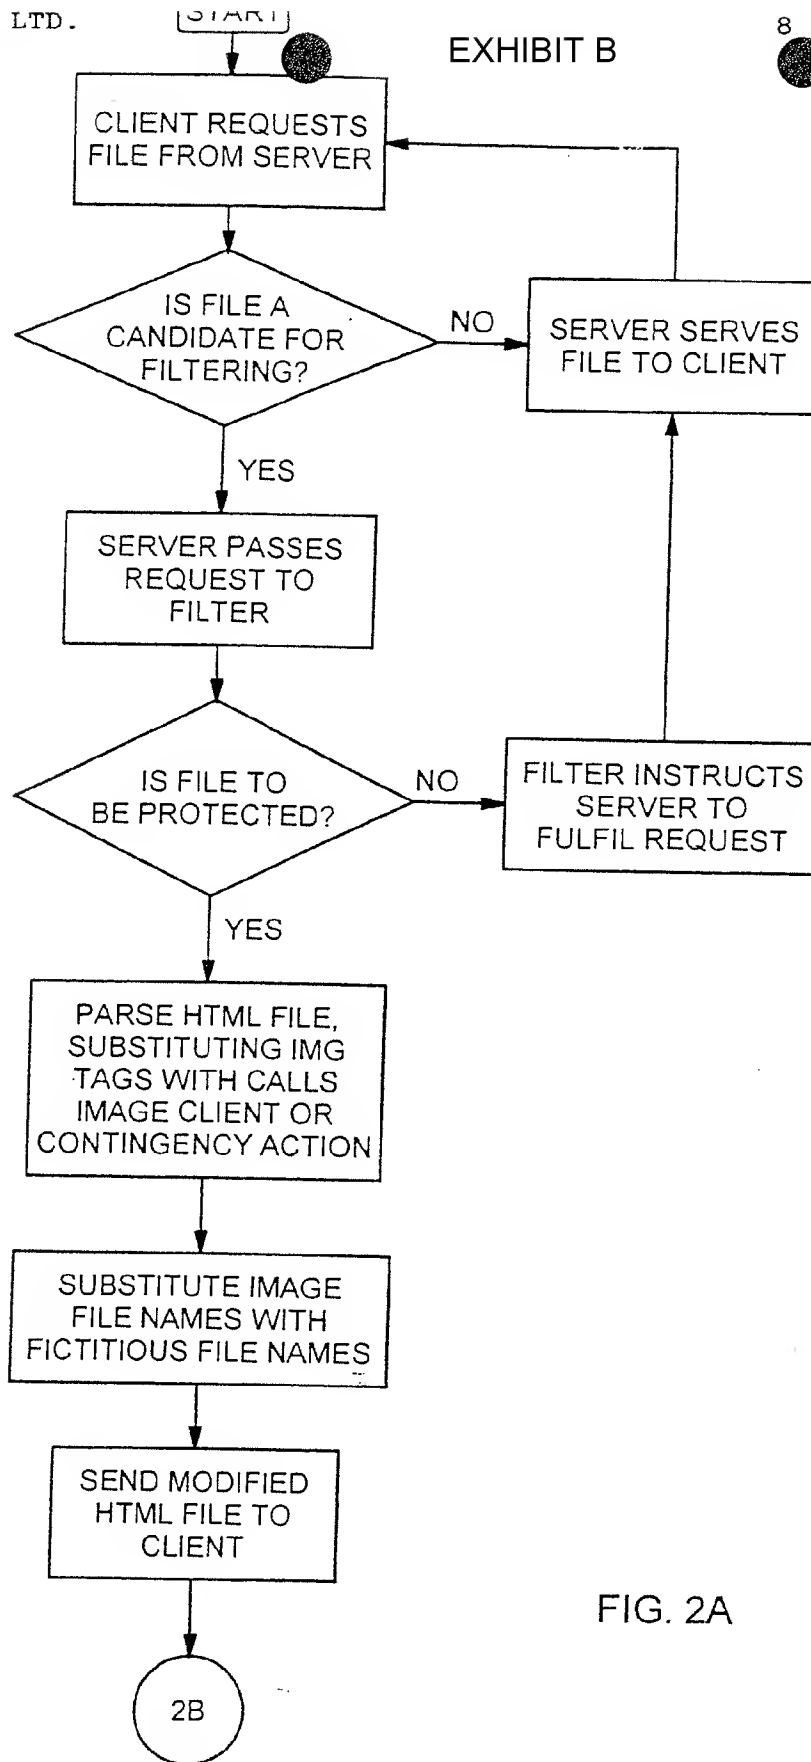 LTD.
START
8
EXHIBIT B
CLIENT REQUESTS
FILE FROM SERVER
IS FILE A
CANDIDATE FOR
FILTERING?
NO
SERVER SERVES
FILE TO CLIENT
YES
SERVER PASSES
REQUEST TO
FILTER
IS FILE TO
BE PROTECTED?
NO
FILTER INSTRUCTS
SERVER TO
FULFIL REQUEST
YES
PARSE HTML FILE,
SUBSTITUTING IMG
TAGS WITH CALLS
IMAGE CLIENT OR
CONTINGENCY ACTION
SUBSTITUTE IMAGE
FILE NAMES WITH
FICTITIOUS FILE NAMES
SEND MODIFIED
HTML FILE TO
CLIENT
FIG. 2A
2B